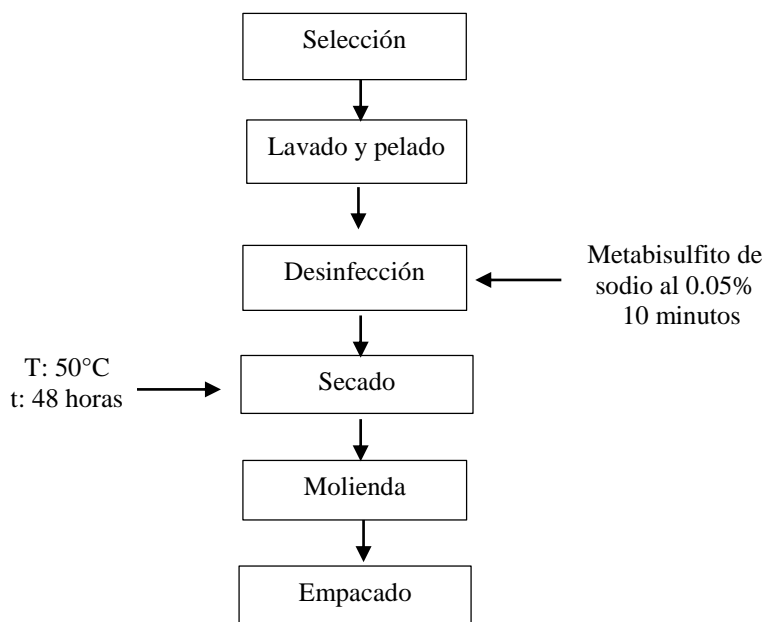 Selección
Lavado y pelado
Desinfección
Metabisulfito de
sodio al 0.05%
10 minutos
T: 50°C
t: 48 horas
Secado
Molienda
Empacado